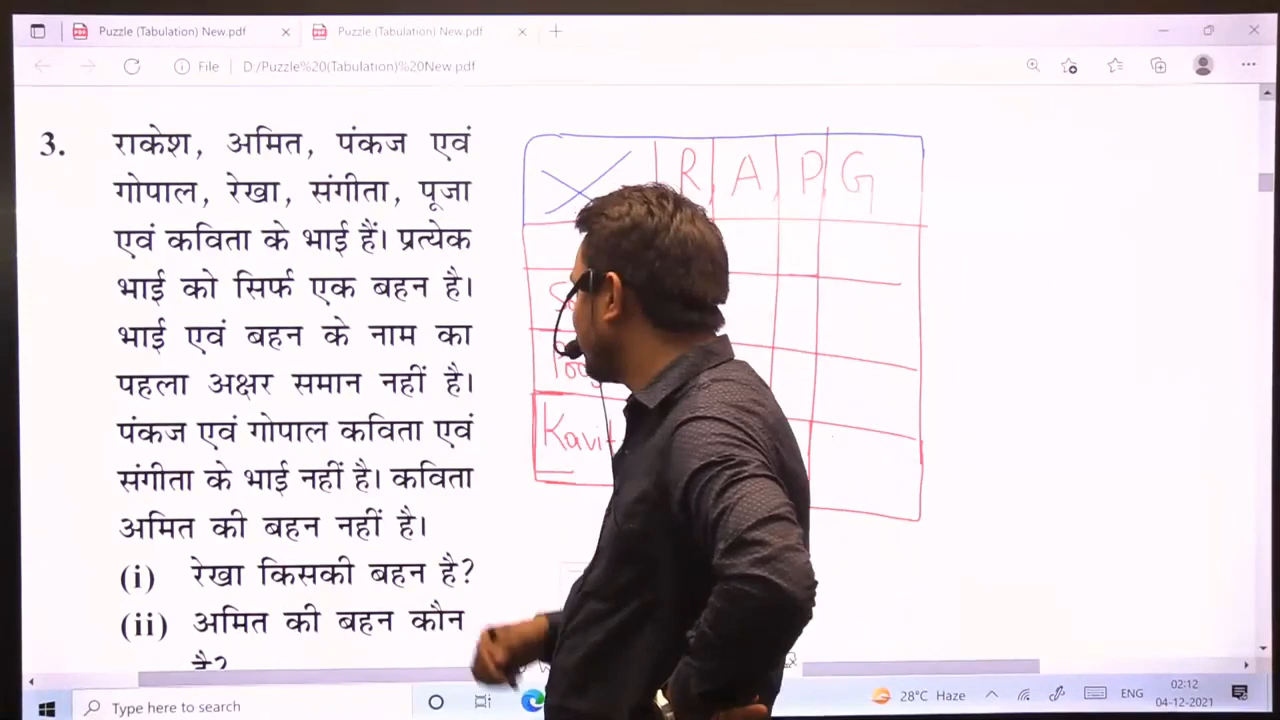 Puzzle (Tabulation) New.pdf
Puzzle (Tabulation) New.pdf
File
D:/Puzzle%20(Tabulation)%20New.pdf
3. राकेश, अमित, पंकज एवं
गोपाल, रेखा, संगीता, पूजा
एवं कविता के भाई हैं। प्रत्येक
भाई को सिर्फ एक बहन है।
भाई एवं बहन के नाम का
पहला अक्षर समान नहीं है।
पंकज एवं गोपाल कविता एवं
संगीता के भाई नहीं है। कविता
अमित की बहन नहीं है।
(i) रेखा किसकी बहन है?
(ii) अमित की बहन कौन
है?
R A P G
Type here to search
28°C Haze
ENG
02:12
04-12-2021